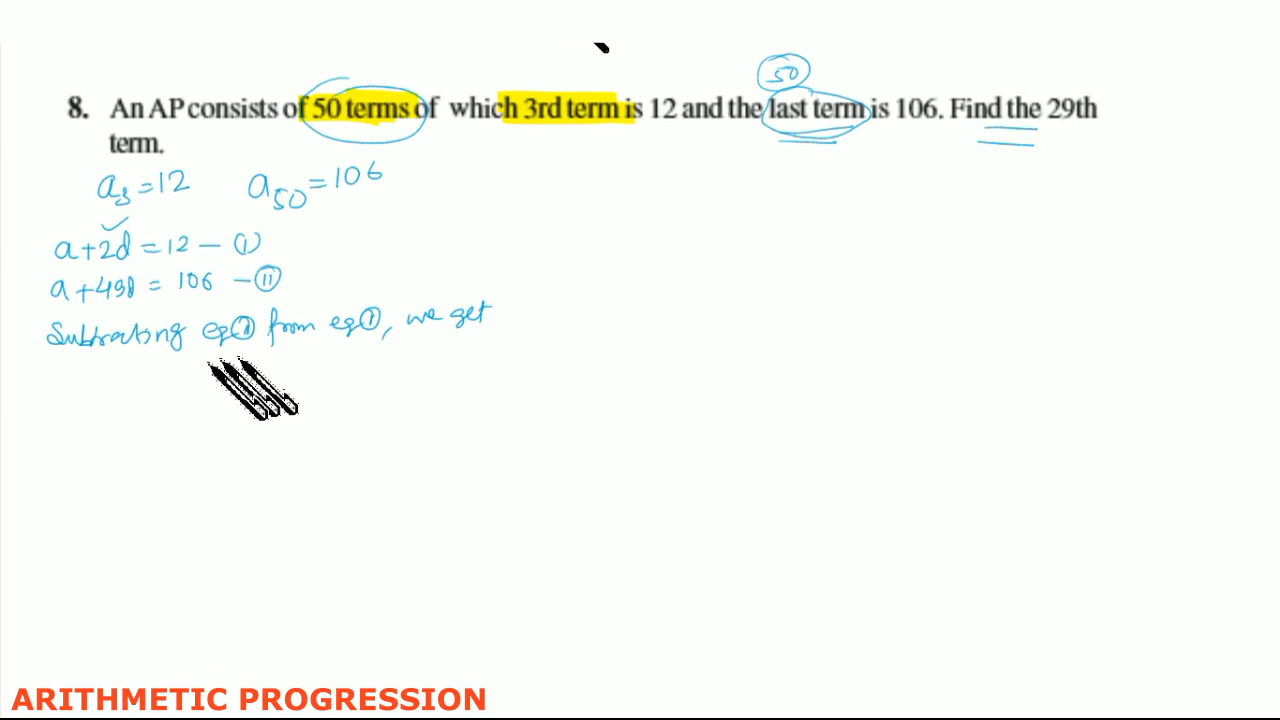 50
8. An AP consists of 50 terms of which 3rd term is 12 and the last term is 106. Find the 29th
term.
a₃ = 12 a₅₀ = 106
a + 2d = 12 — (i)
a + 49d = 106 — (ii)
Subtracting eq(ii) from eq(i), we get
ARITHMETIC PROGRESSION